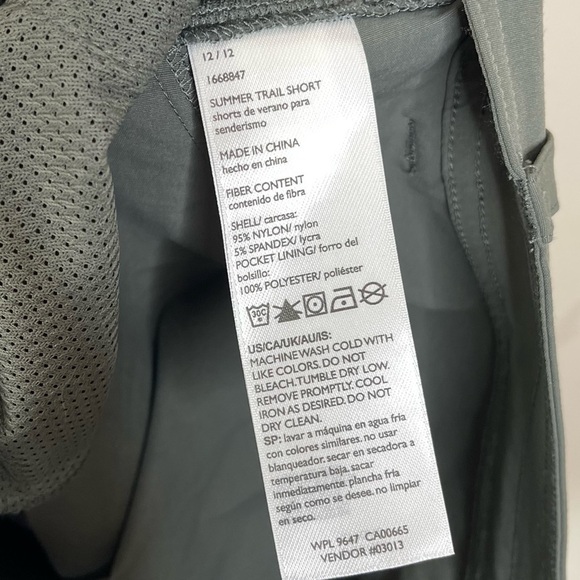 12 / 12
1668847
SUMMER TRAIL SHORT
shorts de verano para
senderismo
MADE IN CHINA
hecho en china
FIBER CONTENT
contenido de fibra
SHELL/ carcasa:
95% NYLON/ nylon
5% SPANDEX/ lycra
POCKET LINING/ forro del
bolsillo:
100% POLYESTER/ poliéster
30C
US/CA/UK/AU/IS:
MACHINE WASH COLD WITH
LIKE COLORS. DO NOT
BLEACH. TUMBLE DRY LOW.
REMOVE PROMPTLY. COOL
IRON AS DESIRED. DO NOT
DRY CLEAN.
SP: lavar a máquina en agua fria
con colores similares. no usar
blanqueador. secar en secadora a
temperatura baja. sacar
inmediatamente. plancha fria
según como se desee. no limpiar
en seco.
WPL 9647 CA00665
VENDOR #03013